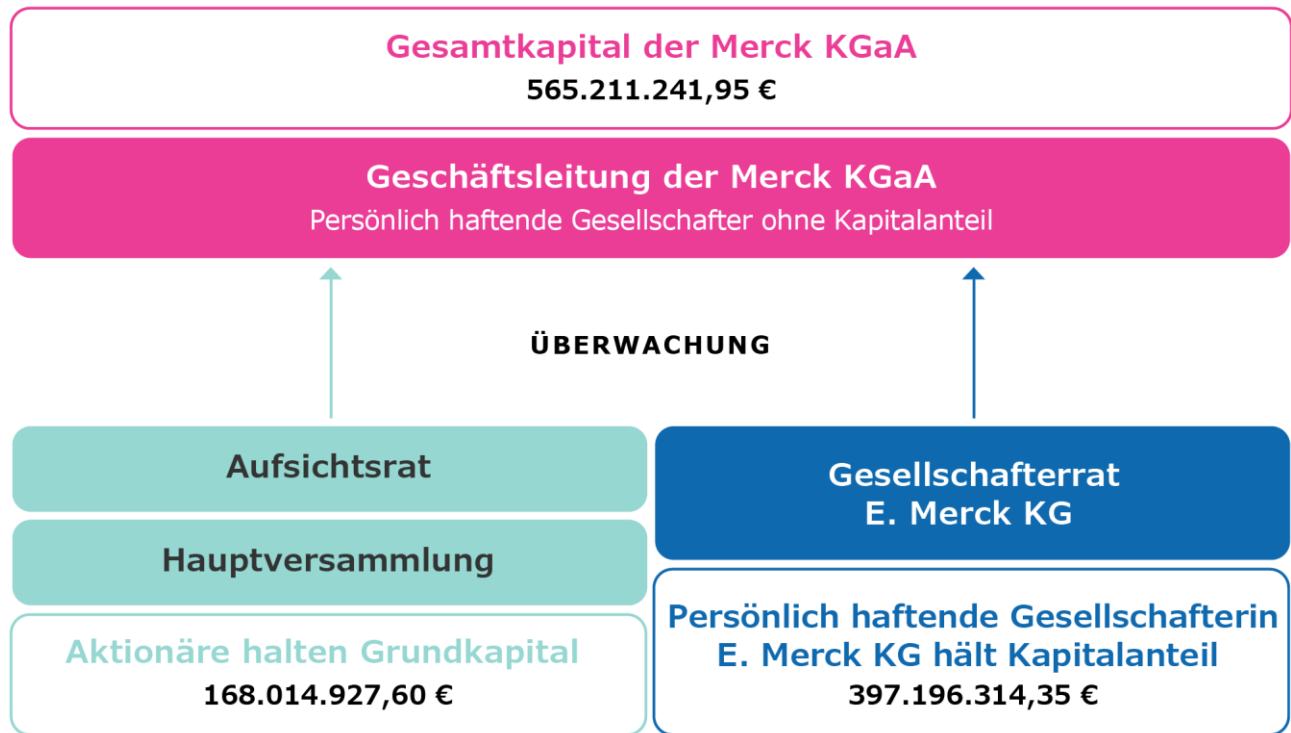 Gesamtkapital der Merck KGaA
565.211.241,95 €
Geschäftsleitung der Merck KGaA
Persönlich haftende Gesellschafter ohne Kapitalanteil
ÜBERWACHUNG
Aufsichtsrat
Hauptversammlung
Aktionäre halten Grundkapital
168.014.927,60 €
Gesellschafterrat
E. Merck KG
Persönlich haftende Gesellschafterin
E. Merck KG hält Kapitalanteil
397.196.314,35 €